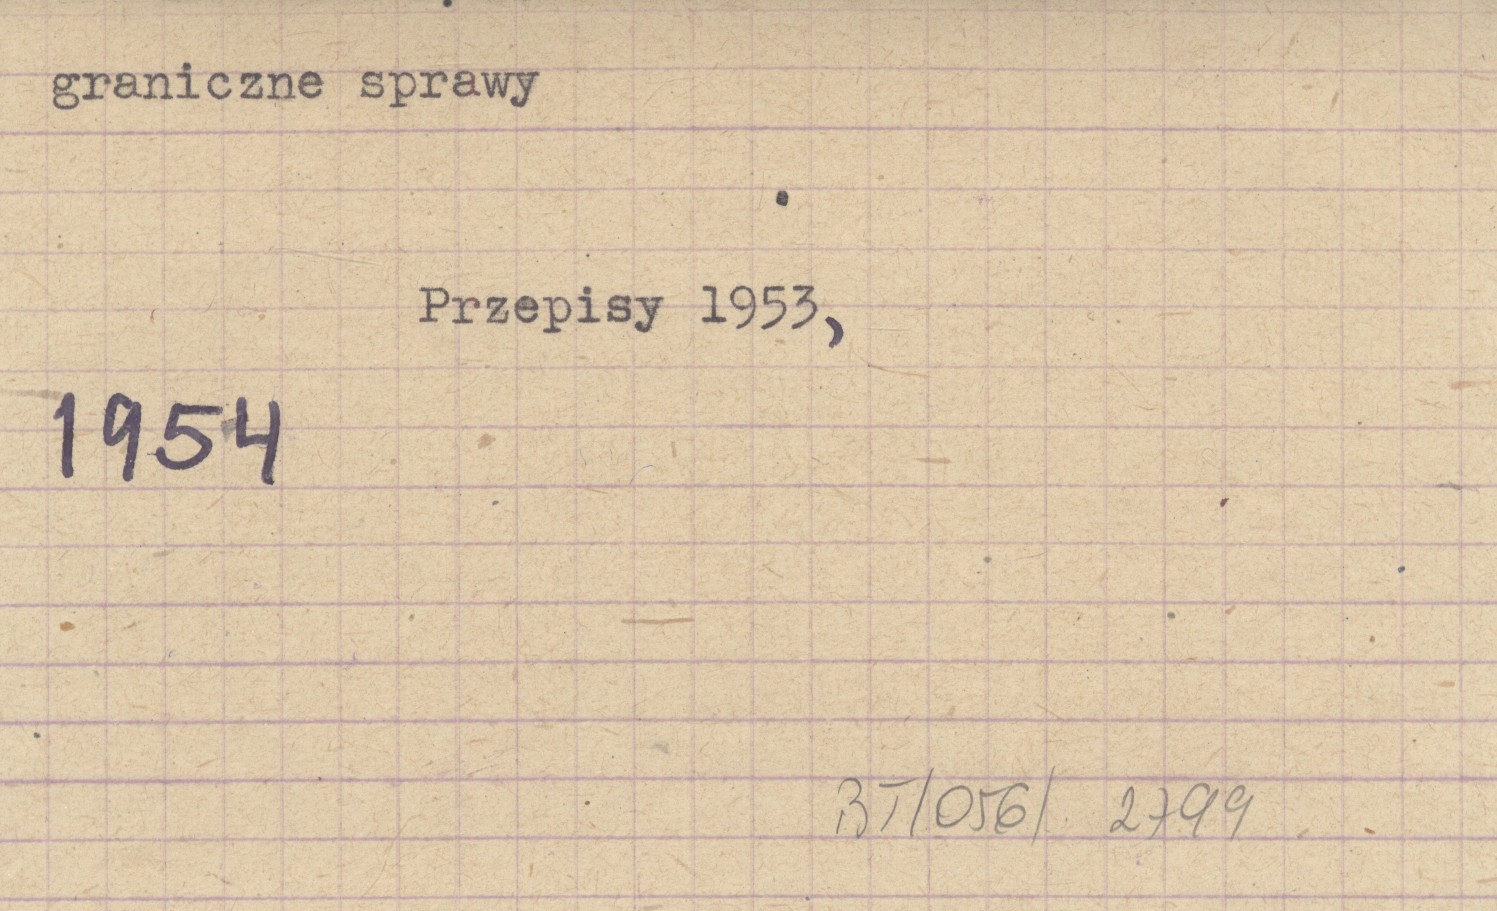 graniczne sprawy
Przepisy 1953,
1954
BT/056/ 2799